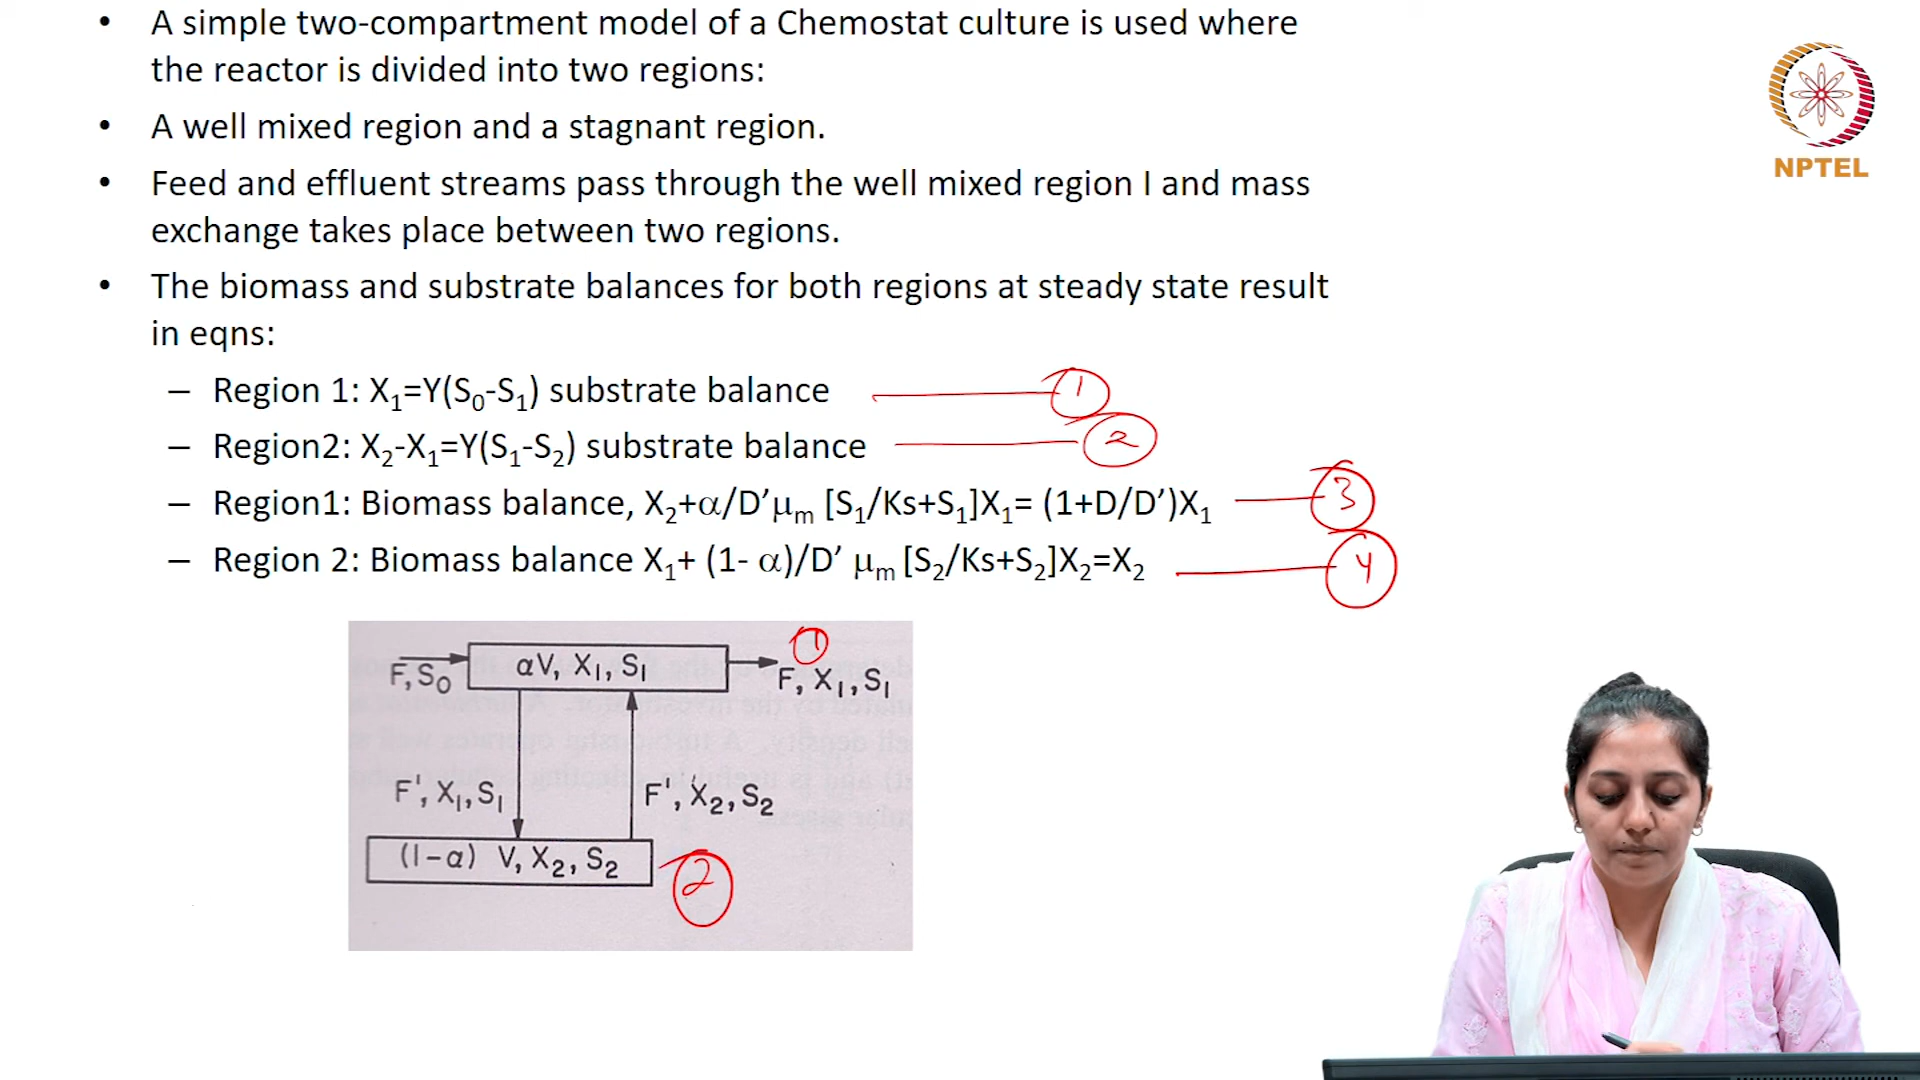 • A simple two-compartment model of a Chemostat culture is used where
the reactor is divided into two regions:
• A well mixed region and a stagnant region.
• Feed and effluent streams pass through the well mixed region I and mass
exchange takes place between two regions.
• The biomass and substrate balances for both regions at steady state result
in eqns:
– Region 1: X₁=Y(S₀-S₁) substrate balance 1
– Region2: X₂-X₁=Y(S₁-S₂) substrate balance 2
– Region1: Biomass balance, X₂+α/D’μₘ [S₁/Ks+S₁]X₁= (1+D/D’)X₁ 3
– Region 2: Biomass balance X₁+ (1- α)/D’ μₘ [S₂/Ks+S₂]X₂=X₂ 4
NPTEL
1
F, S₀
αV, X₁, S₁
F, X₁, S₁
F', X₁, S₁
F', X₂, S₂
(1-α) V, X₂, S₂
2